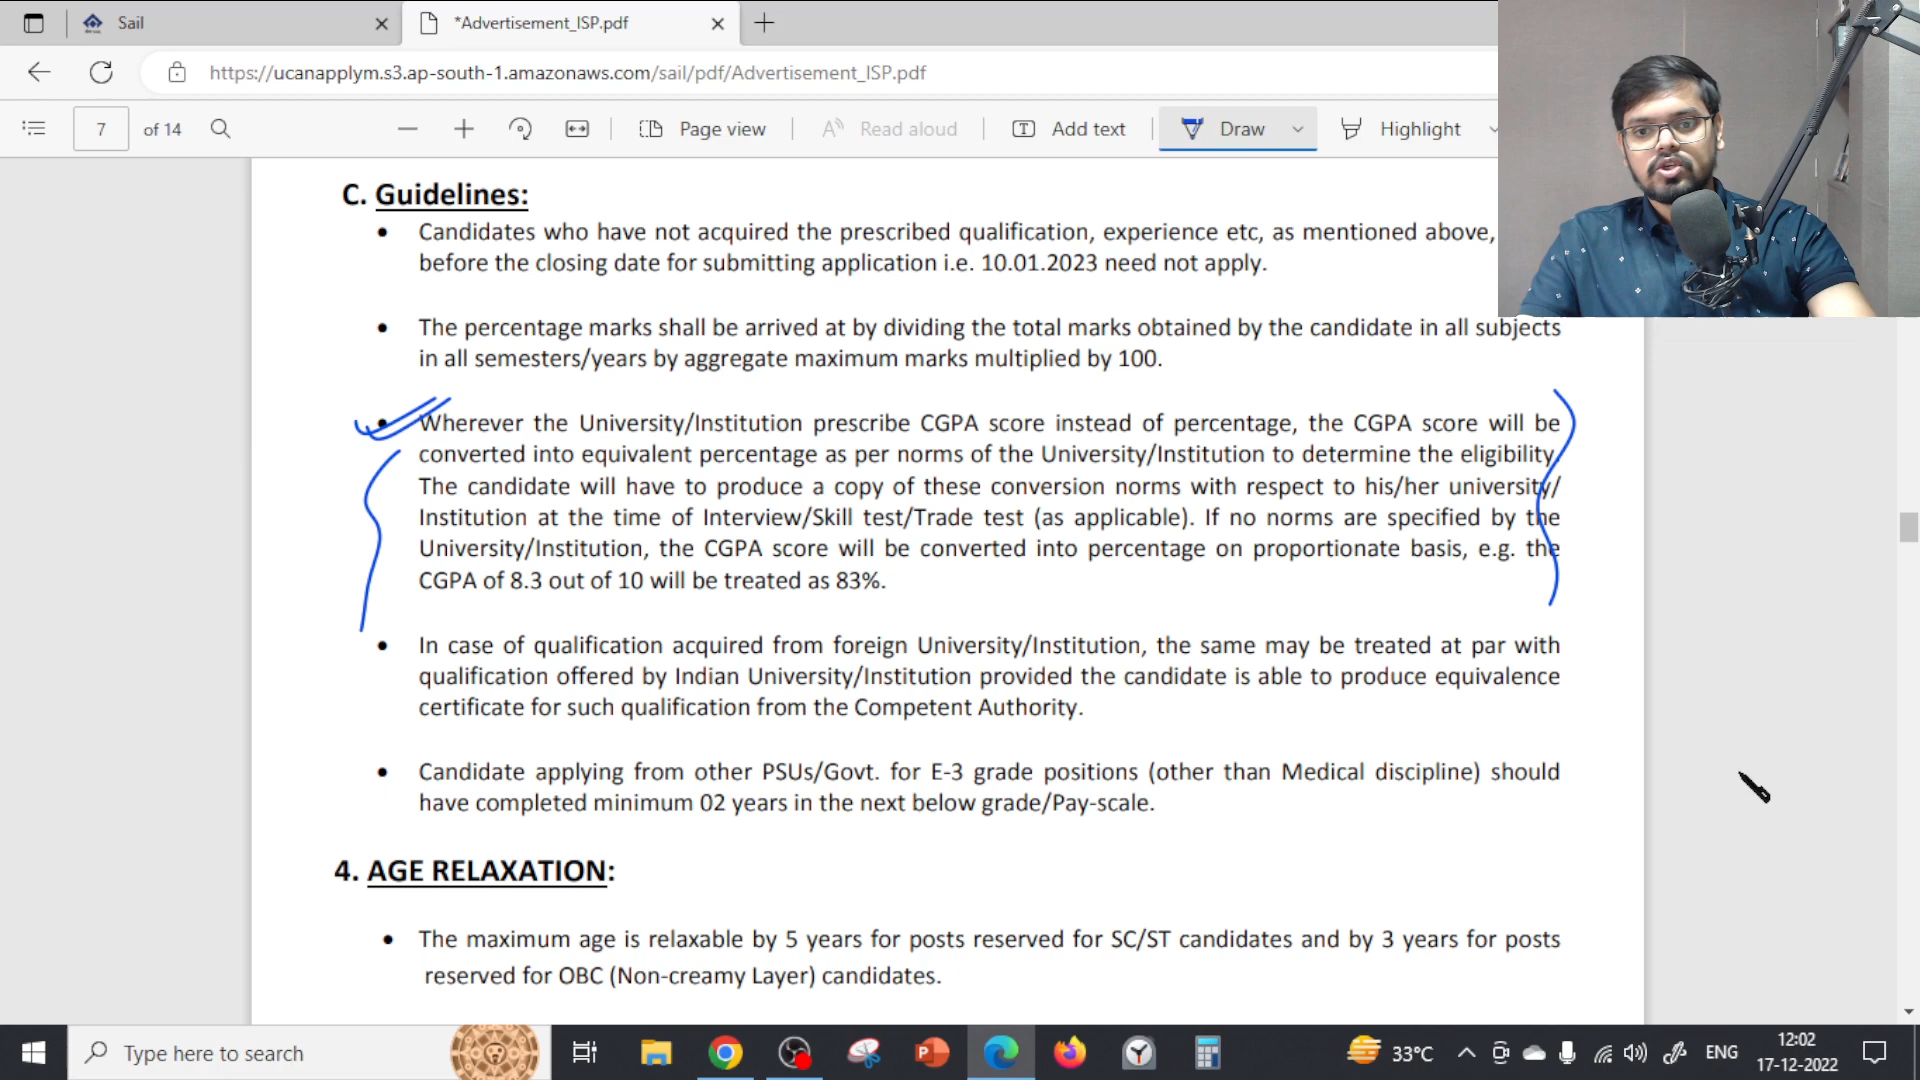 Sail
*Advertisement_ISP.pdf
https://ucanapplym.s3.ap-south-1.amazonaws.com/sail/pdf/Advertisement_ISP.pdf
7 of 14 Page view Read aloud Add text Draw Highlight
C. Guidelines:
• Candidates who have not acquired the prescribed qualification, experience etc, as mentioned above,
before the closing date for submitting application i.e. 10.01.2023 need not apply.
• The percentage marks shall be arrived at by dividing the total marks obtained by the candidate in all subjects
in all semesters/years by aggregate maximum marks multiplied by 100.
• Wherever the University/Institution prescribe CGPA score instead of percentage, the CGPA score will be
converted into equivalent percentage as per norms of the University/Institution to determine the eligibility.
The candidate will have to produce a copy of these conversion norms with respect to his/her university/
Institution at the time of Interview/Skill test/Trade test (as applicable). If no norms are specified by the
University/Institution, the CGPA score will be converted into percentage on proportionate basis, e.g. the
CGPA of 8.3 out of 10 will be treated as 83%.
• In case of qualification acquired from foreign University/Institution, the same may be treated at par with
qualification offered by Indian University/Institution provided the candidate is able to produce equivalence
certificate for such qualification from the Competent Authority.
• Candidate applying from other PSUs/Govt. for E-3 grade positions (other than Medical discipline) should
have completed minimum 02 years in the next below grade/Pay-scale.
4. AGE RELAXATION:
• The maximum age is relaxable by 5 years for posts reserved for SC/ST candidates and by 3 years for posts
reserved for OBC (Non-creamy Layer) candidates.
Type here to search
33°C
ENG
12:02
17-12-2022